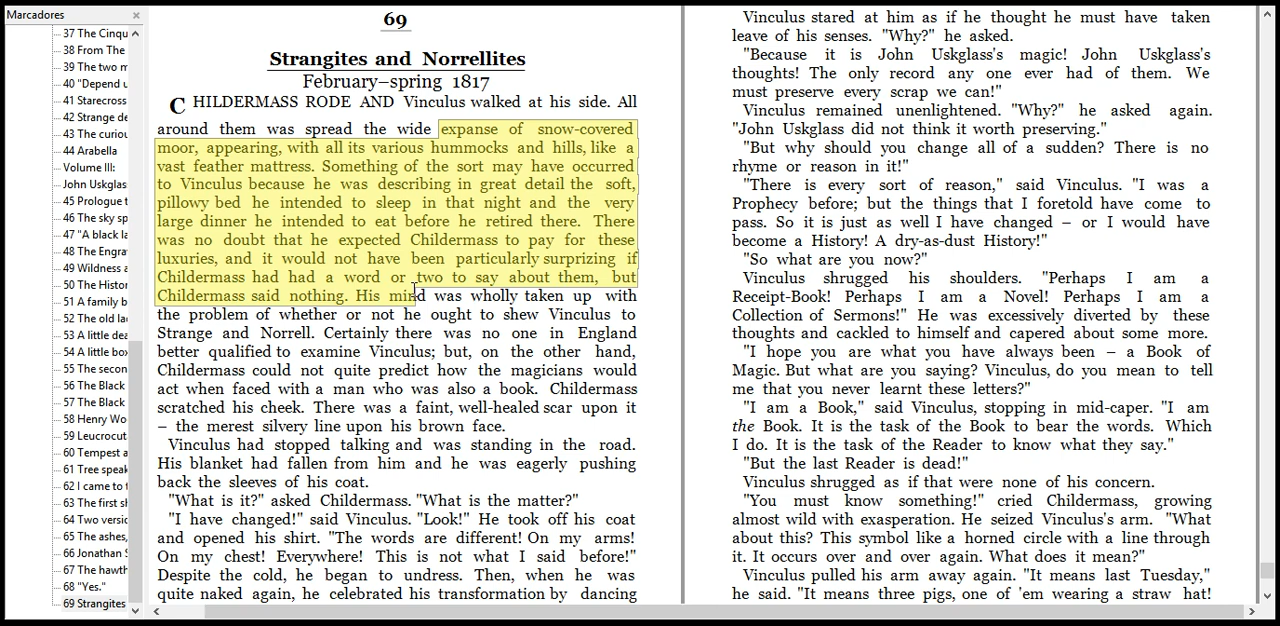 Marcadores
37 The Cinqu
38 From The
39 The two m
40 "Depend u
41 Starecross
42 Strange de
43 The curiou
44 Arabella
Volume III:
John Uskglas
45 Prologue t
46 The sky sp
47 "A black la
48 The Engra
49 Wildness a
50 The Histor
51 A family b
52 The old la
53 A little dea
54 A little box
55 The secon
56 The Black
57 The Black
58 Henry Wo
59 Leucrocut
60 Tempest a
61 Tree speak
62 I came to t
63 The first sh
64 Two versio
65 The ashes,
66 Jonathan S
67 The hawth
68 "Yes."
69 Strangites
69
Strangites and Norrellites
February–spring 1817
CHILDERMASS RODE AND Vinculus walked at his side. All
around them was spread the wide expanse of snow-covered
moor, appearing, with all its various hummocks and hills, like a
vast feather mattress. Something of the sort may have occurred
to Vinculus because he was describing in great detail the soft,
pillowy bed he intended to sleep in that night and the very
large dinner he intended to eat before he retired there. There
was no doubt that he expected Childermass to pay for these
luxuries, and it would not have been particularly surprizing if
Childermass had had a word or two to say about them, but
Childermass said nothing. His mind was wholly taken up with
the problem of whether or not he ought to shew Vinculus to
Strange and Norrell. Certainly there was no one in England
better qualified to examine Vinculus; but, on the other hand,
Childermass could not quite predict how the magicians would
act when faced with a man who was also a book. Childermass
scratched his cheek. There was a faint, well-healed scar upon it
– the merest silvery line upon his brown face.
Vinculus had stopped talking and was standing in the road.
His blanket had fallen from him and he was eagerly pushing
back the sleeves of his coat.
"What is it?" asked Childermass. "What is the matter?"
"I have changed!" said Vinculus. "Look!" He took off his coat
and opened his shirt. "The words are different! On my arms!
On my chest! Everywhere! This is not what I said before!"
Despite the cold, he began to undress. Then, when he was
quite naked again, he celebrated his transformation by dancing
Vinculus stared at him as if he thought he must have taken
leave of his senses. "Why?" he asked.
"Because it is John Uskglass's magic! John Uskglass's
thoughts! The only record any one ever had of them. We
must preserve every scrap we can!"
Vinculus remained unenlightened. "Why?" he asked again.
"John Uskglass did not think it worth preserving."
"But why should you change all of a sudden? There is no
rhyme or reason in it!"
"There is every sort of reason," said Vinculus. "I was a
Prophecy before; but the things that I foretold have come to
pass. So it is just as well I have changed – or I would have
become a History! A dry-as-dust History!"
"So what are you now?"
Vinculus shrugged his shoulders. "Perhaps I am a
Receipt-Book! Perhaps I am a Novel! Perhaps I am a
Collection of Sermons!" He was excessively diverted by these
thoughts and cackled to himself and capered about some more.
"I hope you are what you have always been – a Book of
Magic. But what are you saying? Vinculus, do you mean to tell
me that you never learnt these letters?"
"I am a Book," said Vinculus, stopping in mid-caper. "I am
the Book. It is the task of the Book to bear the words. Which
I do. It is the task of the Reader to know what they say."
"But the last Reader is dead!"
Vinculus shrugged as if that were none of his concern.
"You must know something!" cried Childermass, growing
almost wild with exasperation. He seized Vinculus's arm. "What
about this? This symbol like a horned circle with a line through
it. It occurs over and over again. What does it mean?"
Vinculus pulled his arm away again. "It means last Tuesday,"
he said. "It means three pigs, one of 'em wearing a straw hat!